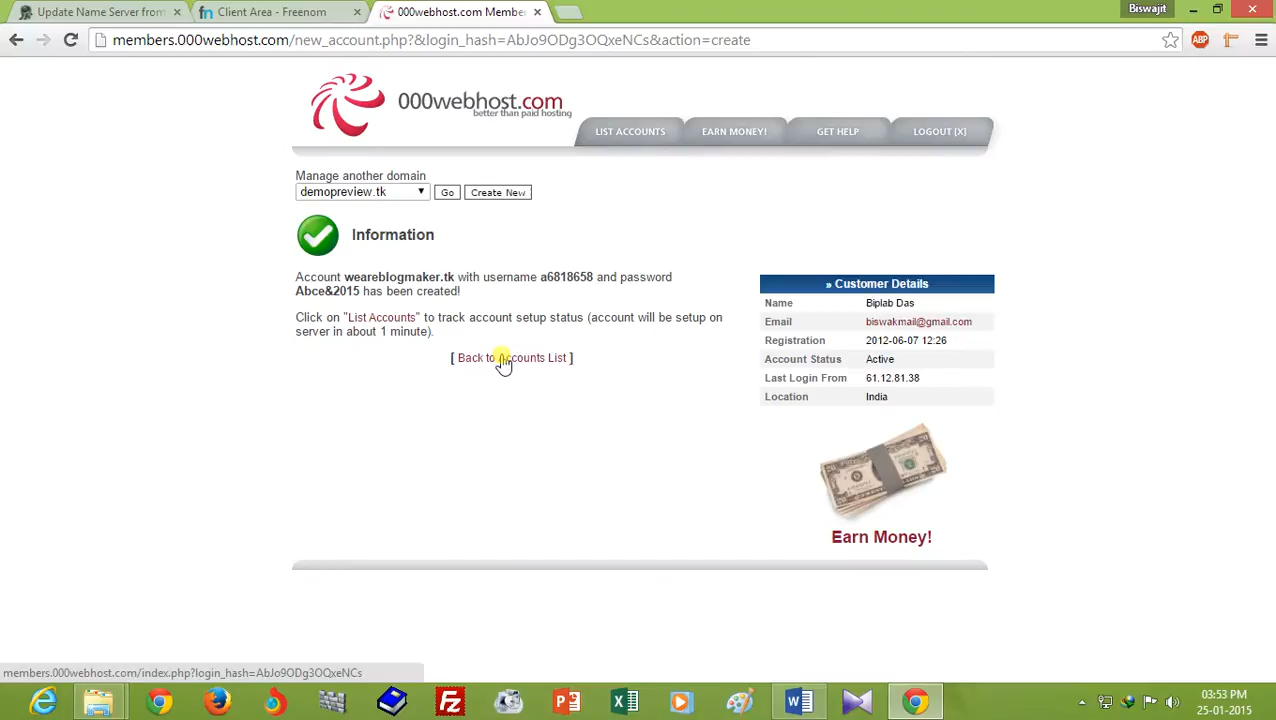 Update Name Server from
Client Area - Freenom
000webhost.com Membe
Biswajit
members.000webhost.com/new_account.php?&login_hash=AbJo9ODg3OQxeNCs&action=create
ABP
000webhost.com
better than paid hosting
LIST ACCOUNTS
EARN MONEY!
GET HELP
LOGOUT [X]
Manage another domain
demopreview.tk
Go
Create New
Information
Account weareblogmaker.tk with username a6818658 and password
Abce&2015 has been created!
Click on "List Accounts" to track account setup status (account will be setup on
server in about 1 minute).
[ Back to Accounts List ]
» Customer Details
Name Biplab Das
Email biswakmail@gmail.com
Registration 2012-06-07 12:26
Account Status Active
Last Login From 61.12.81.38
Location India
Earn Money!
members.000webhost.com/index.php?login_hash=AbJo9ODg3OQxeNCs
03:53 PM
25-01-2015